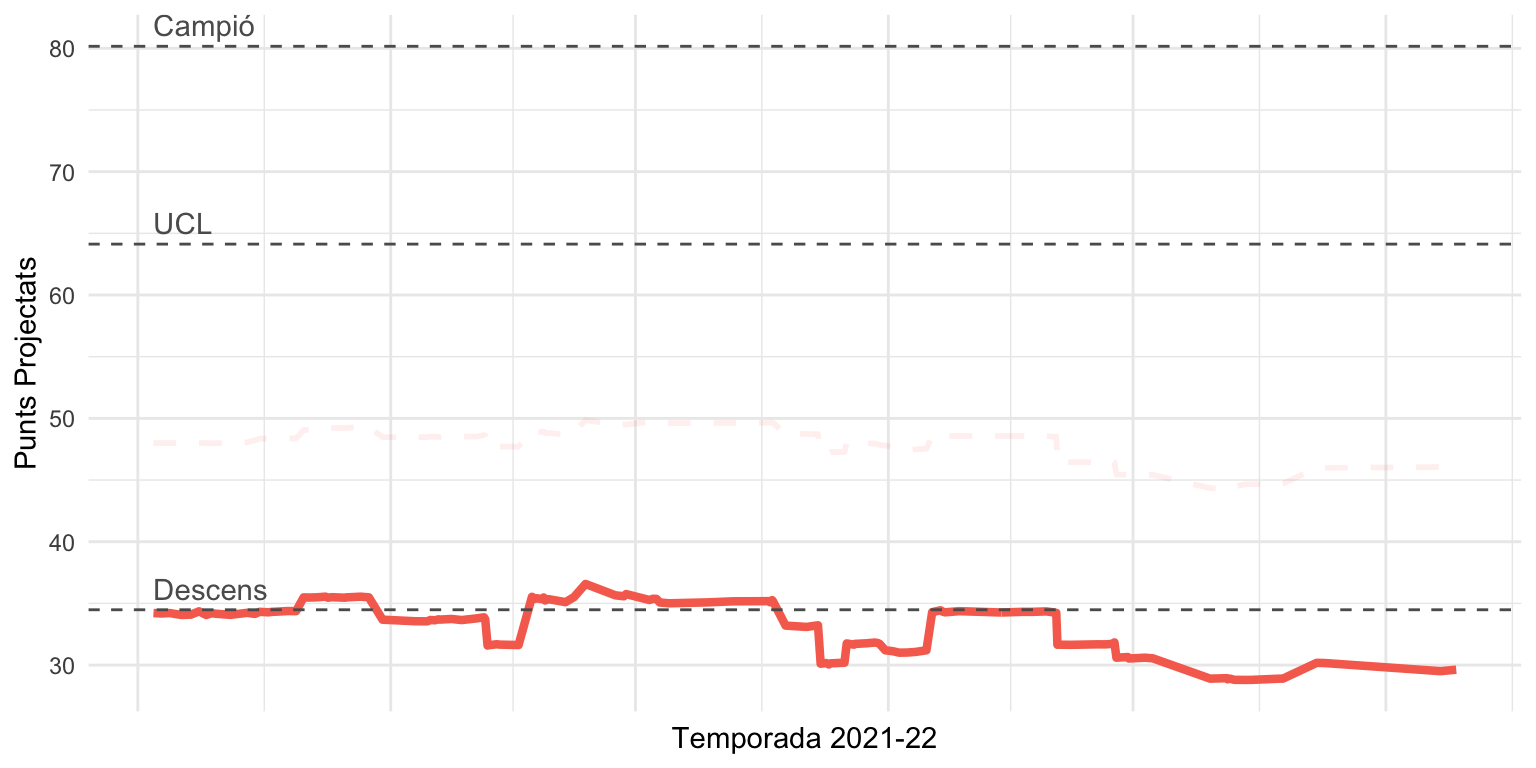 Campió
80
70
UCL
60
Punts Projectats
50
40
Descens
30
Temporada 2021-22